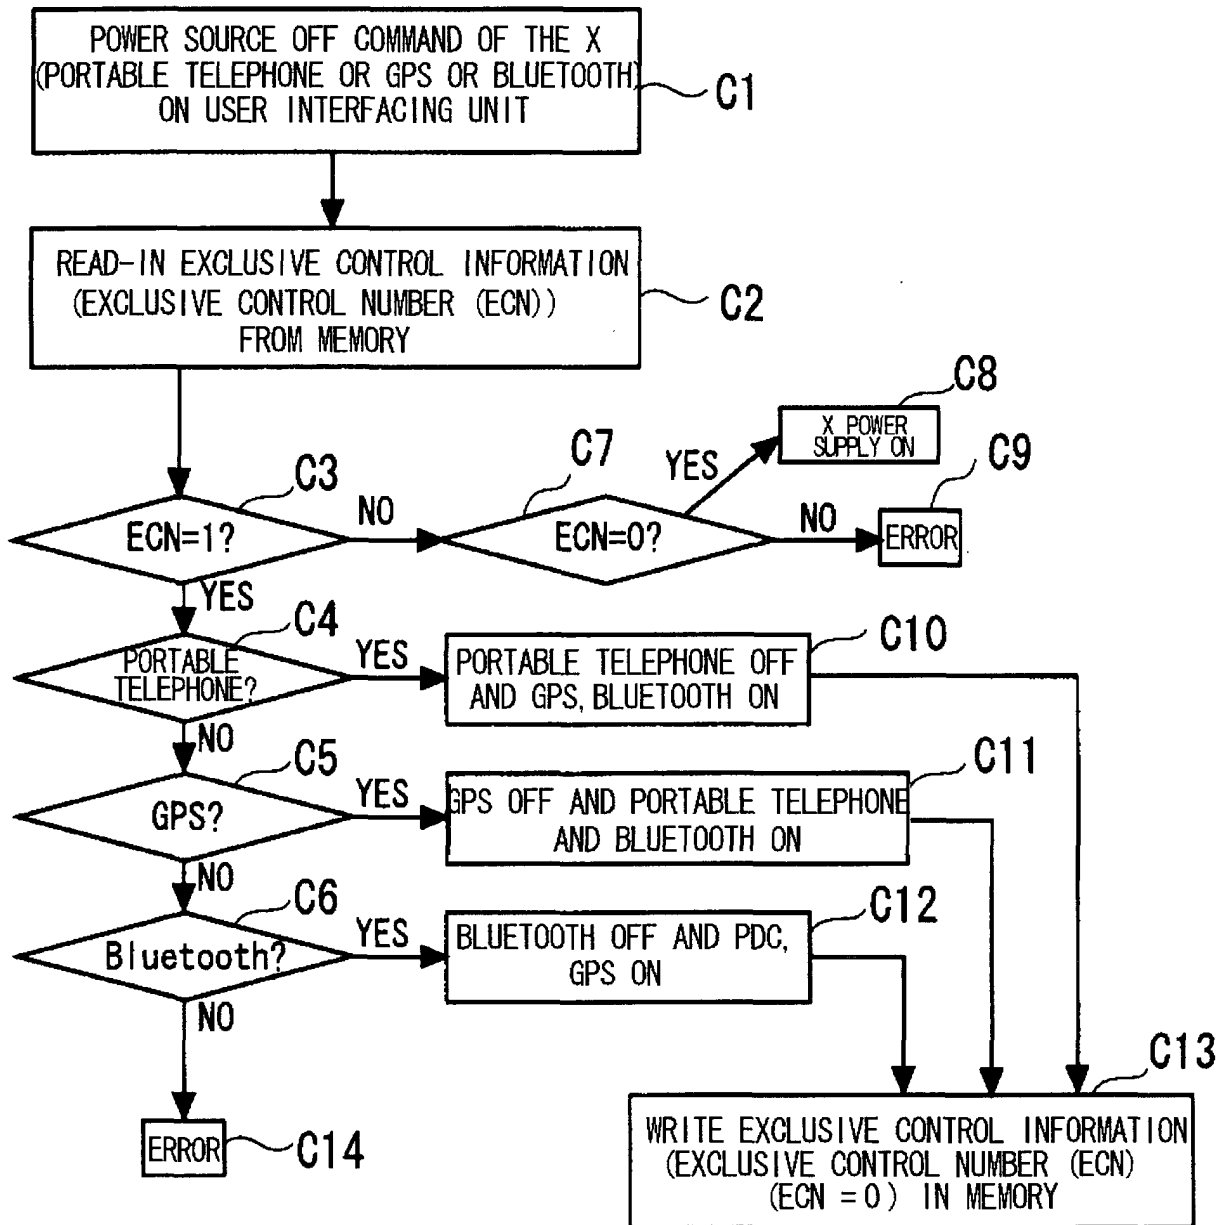 POWER SOURCE OFF COMMAND OF THE X
(PORTABLE TELEPHONE OR GPS OR BLUETOOTH)
ON USER INTERFACING UNIT
C1
READ-IN EXCLUSIVE CONTROL INFORMATION
(EXCLUSIVE CONTROL NUMBER (ECN))
FROM MEMORY
C2
C8
X POWER
SUPPLY ON
C3
ECN=1?
NO
C7
ECN=0?
YES
NO
C9
ERROR
YES
C4
PORTABLE
TELEPHONE?
YES
PORTABLE TELEPHONE OFF
AND GPS, BLUETOOTH ON
C10
NO
C5
GPS?
YES
GPS OFF AND PORTABLE TELEPHONE
AND BLUETOOTH ON
C11
NO
C6
Bluetooth?
YES
BLUETOOTH OFF AND PDC,
GPS ON
C12
NO
ERROR
C14
C13
WRITE EXCLUSIVE CONTROL INFORMATION
(EXCLUSIVE CONTROL NUMBER (ECN)
(ECN = 0) IN MEMORY